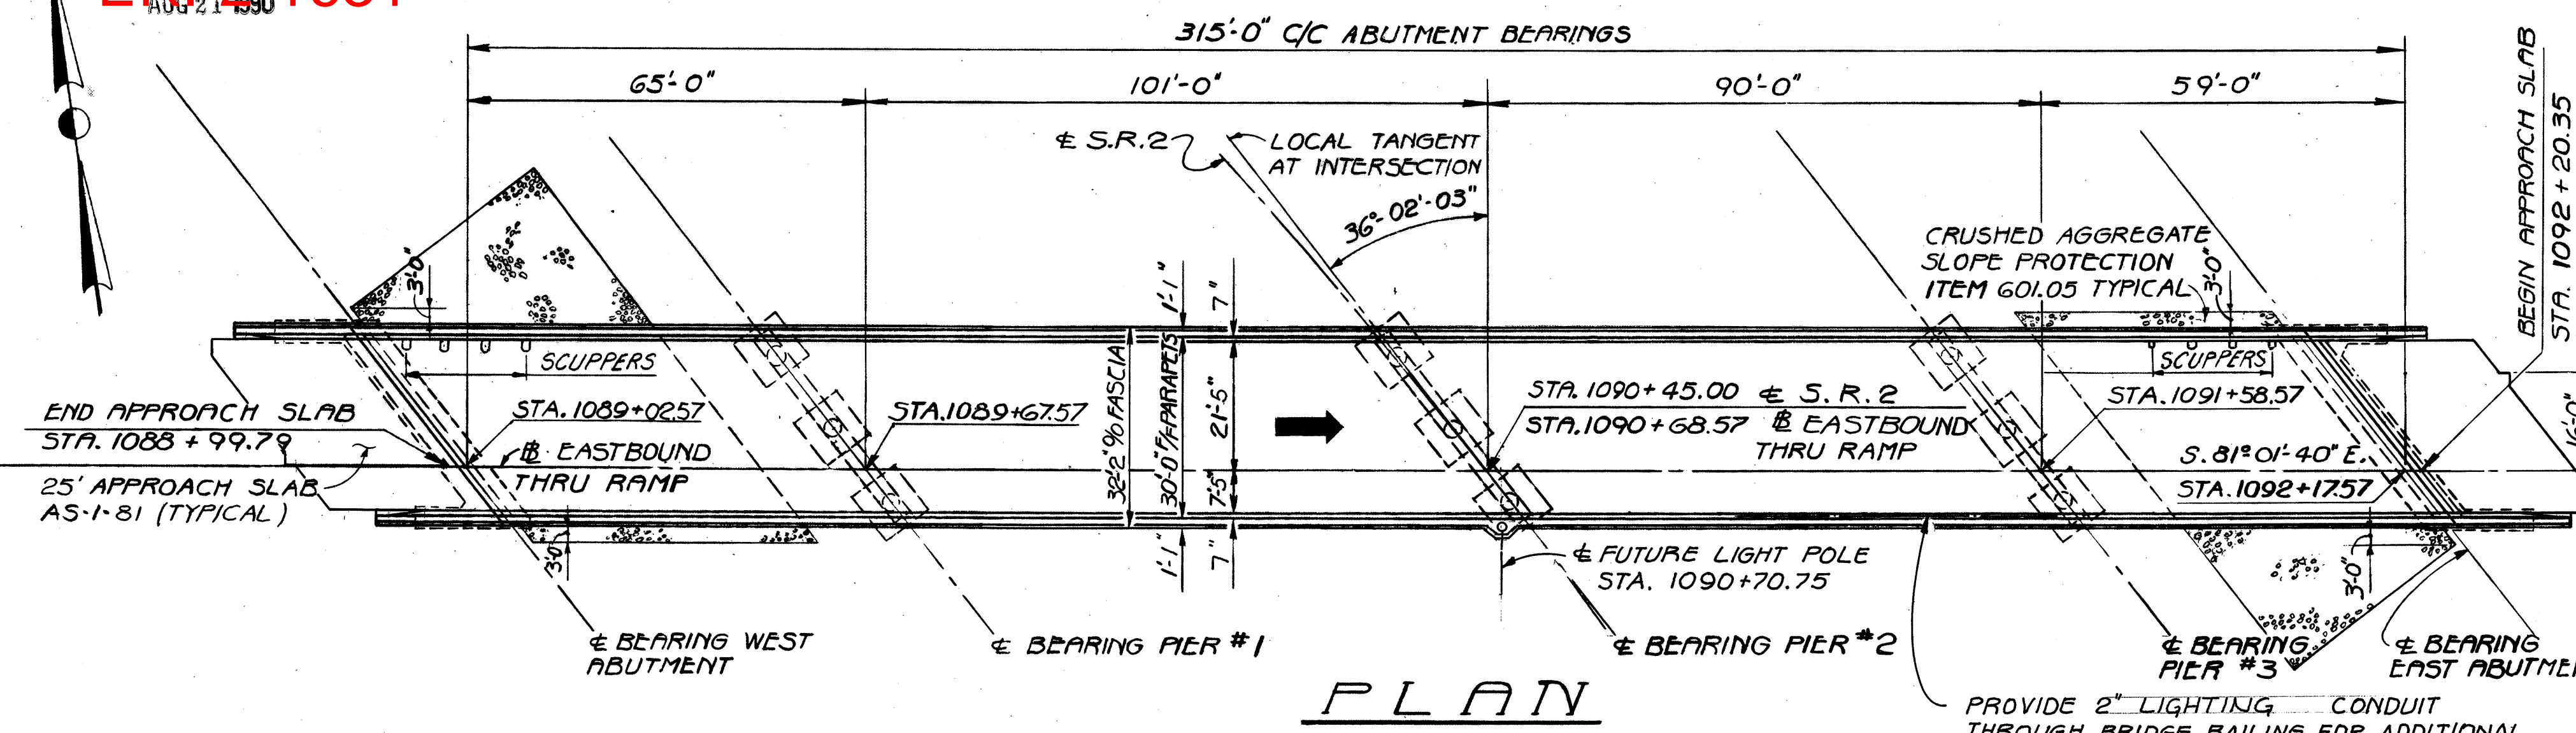 AUG 21 1990
315'-0" C/C ABUTMENT BEARINGS
65'-0"
101'-0"
90'-0"
59'-0"
BEGIN APPROACH SLAB
STA. 1092 + 20.35
℄ S.R.2
LOCAL TANGENT
AT INTERSECTION
36°-02'-03"
CRUSHED AGGREGATE
SLOPE PROTECTION
ITEM 601.05 TYPICAL
3'-0"
3'-0"
1'-1"
7"
SCUPPERS
SCUPPERS
32'-2" O/O FASCIA
30'-0" F/F PARAPETS
21'-5"
7'-5"
END APPROACH SLAB
STA. 1088 + 99.79
STA. 1089+02.57
STA. 1089+67.57
STA. 1090+45.00 ℄ S.R.2
STA. 1090+68.57 ⅊ EASTBOUND
THRU RAMP
STA. 1091+58.57
⅊ EASTBOUND
THRU RAMP
S. 81°01'-40" E.
STA. 1092+17.57
25' APPROACH SLAB
AS-1-81 (TYPICAL)
3'-0"
1'-1"
7"
℄ FUTURE LIGHT POLE
STA. 1090+70.75
3'-0"
℄ BEARING WEST
ABUTMENT
℄ BEARING PIER #1
℄ BEARING PIER #2
℄ BEARING
PIER #3
℄ BEARING
EAST ABUTME
PLAN
PROVIDE 2" LIGHTING CONDUIT
THROUGH BRIDGE RAILING FOR ADDITIONAL